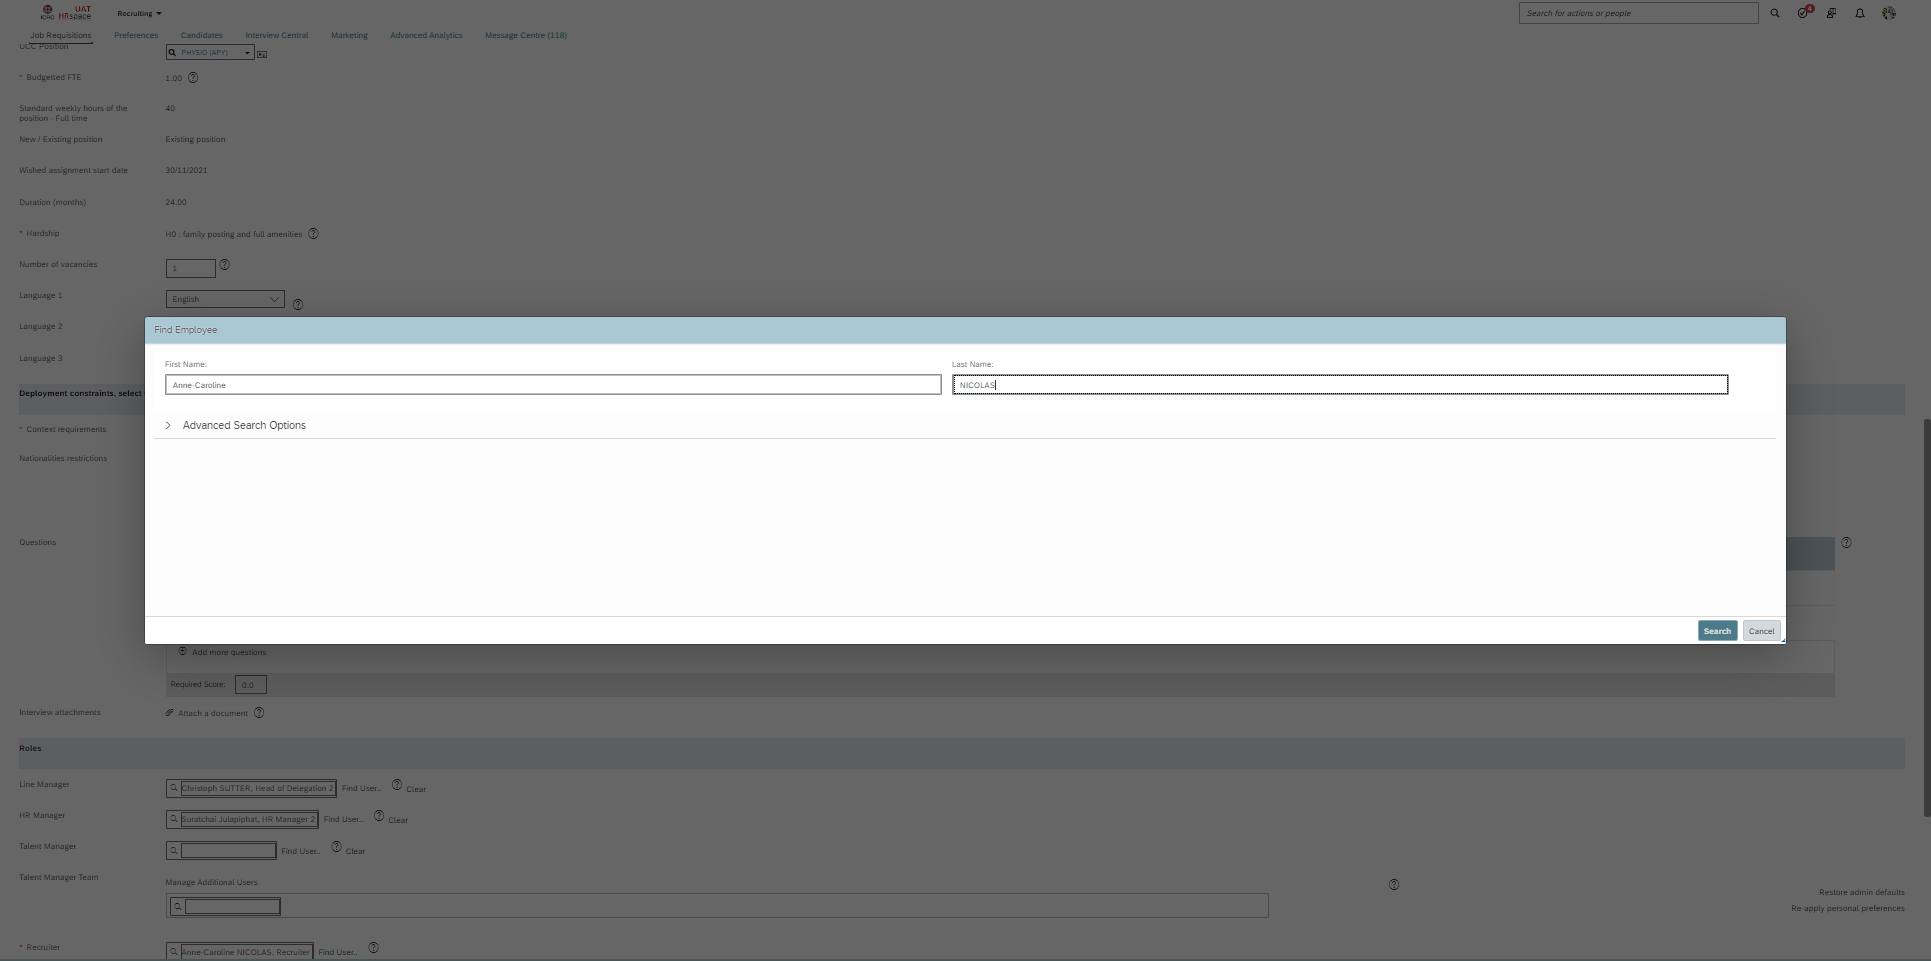 UAT
ICRC HRspace
Recruiting
Search for actions or people
4
Job Requisitions Preferences Candidates Interview Central Marketing Advanced Analytics Message Centre (118)
UCC Position
PHYSIO (APY)
* Budgetted FTE
1.00
Standard weekly hours of the
position - Full time
40
New / Existing position
Existing position
Wished assignment start date
30/11/2021
Duration (months)
24.00
* Hardship
H0 : family posting and full amenities
Number of vacancies
1
Language 1
English
Language 2
Language 3
Find Employee
First Name:
Anne-Caroline
Last Name:
NICOLAS
Advanced Search Options
Search
Cancel
Deployment constraints, select
* Context requirements
Nationalities restrictions
Questions
Add more questions
Required Score:
0.0
Interview attachments
Attach a document
Roles
Line Manager
Christoph SUTTER, Head of Delegation 2
Find User..
Clear
HR Manager
Suratchai Julapiphat, HR Manager 2
Find User..
Clear
Talent Manager
Find User..
Clear
Talent Manager Team
Manage Additional Users
Restore admin defaults
Re-apply personal preferences
* Recruiter
Anne-Caroline NICOLAS, Recruiter
Find User..